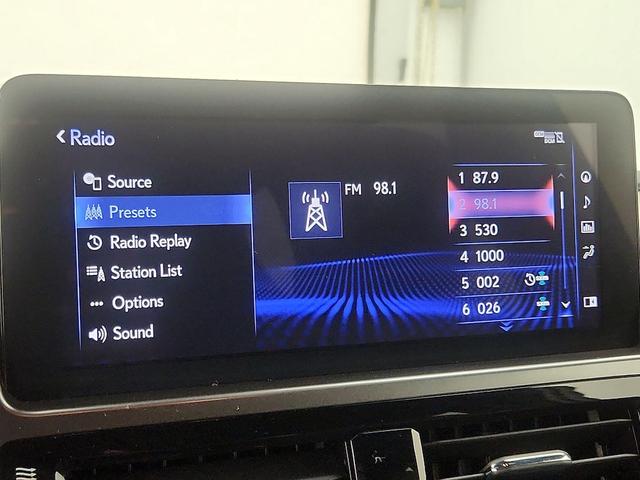 Radio
Source
Presets
Radio Replay
Station List
Options
Sound
FM 98.1
1 87.9
2 98.1
3 530
4 1000
5 002
6 026